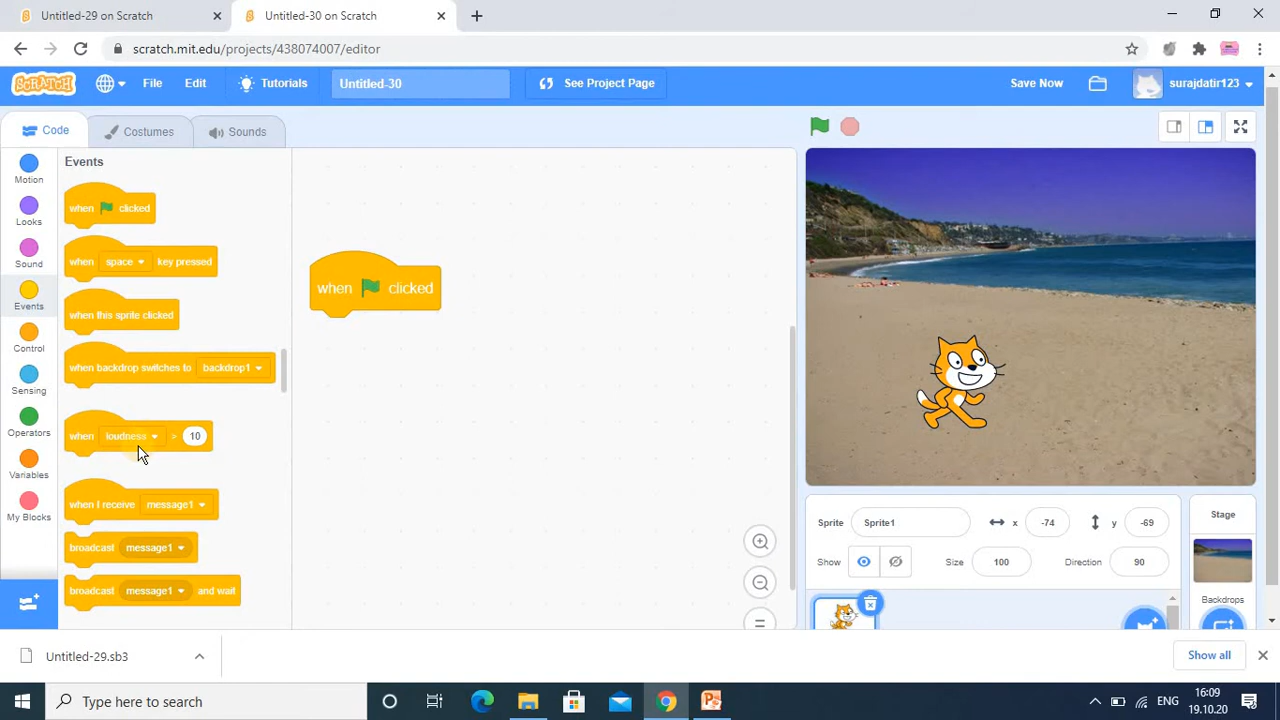 Untitled-29 on Scratch
Untitled-30 on Scratch
scratch.mit.edu/projects/438074007/editor
SCRATCH File Edit Tutorials Untitled-30 See Project Page Save Now surajdatir123
Code Costumes Sounds
Motion
Looks
Sound
Events
Control
Sensing
Operators
Variables
My Blocks
Events
when clicked
when space key pressed
when this sprite clicked
when backdrop switches to backdrop1
when loudness > 10
when I receive message1
broadcast message1
broadcast message1 and wait
when clicked
Sprite Sprite1 x -74 y -69
Show Size 100 Direction 90
Stage
Backdrops
Untitled-29.sb3
Show all
Type here to search
ENG
16:09
19.10.20